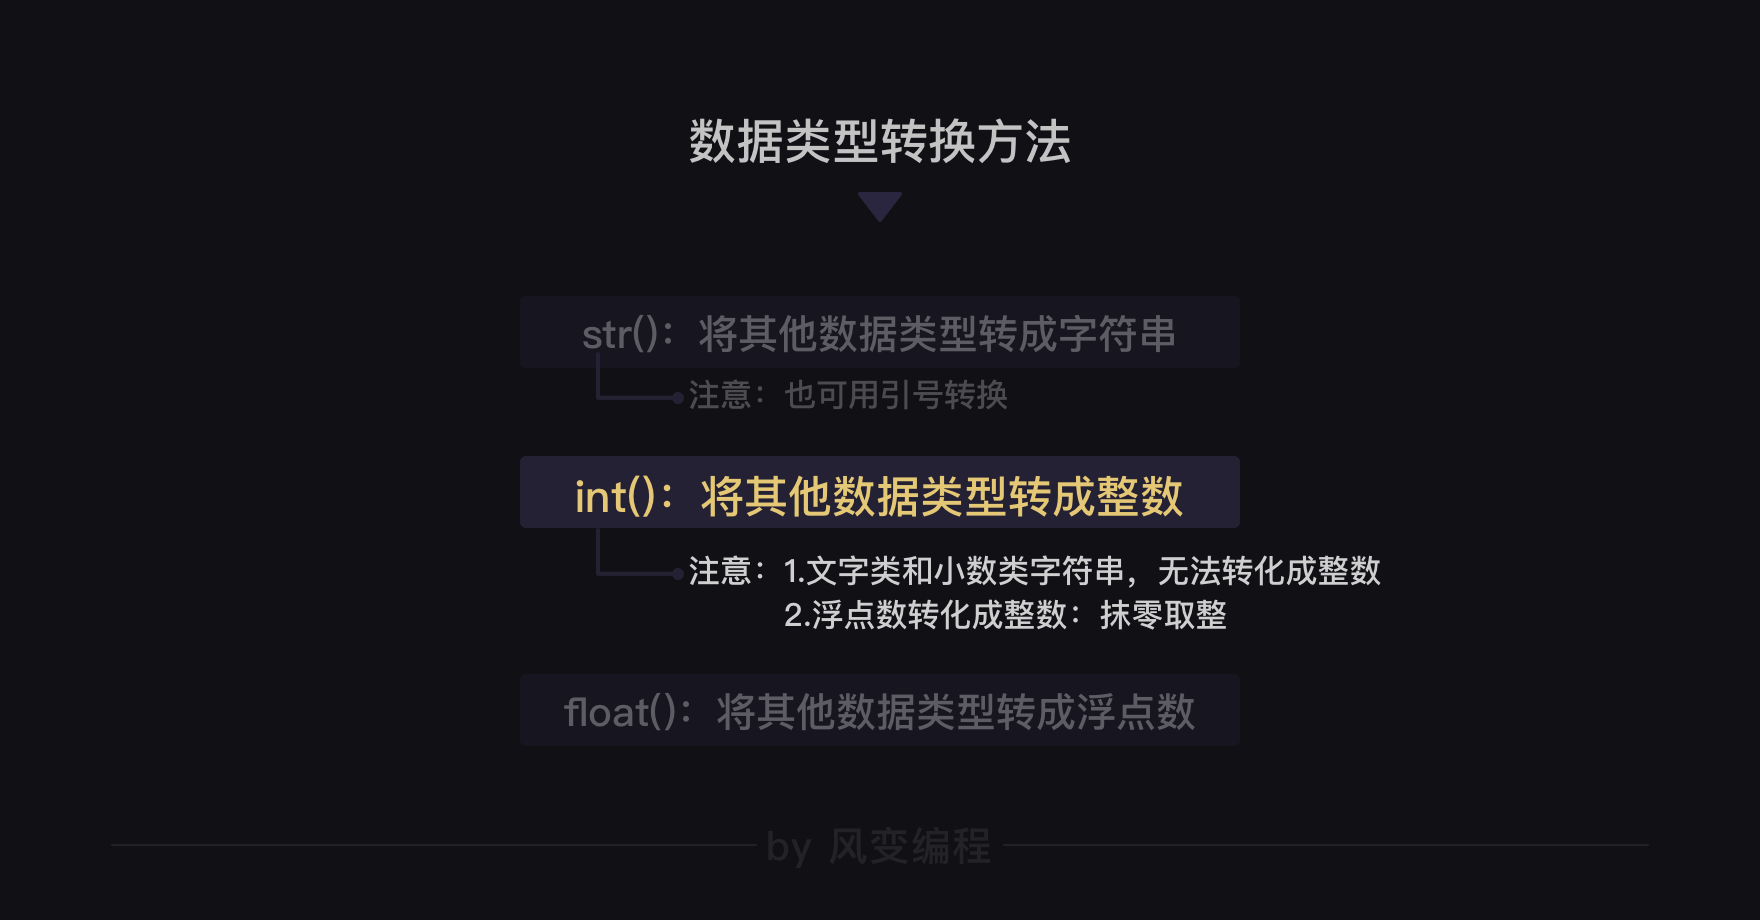 数据类型转换方法
str()：将其他数据类型转成字符串
注意：也可用引号转换
int()：将其他数据类型转成整数
注意：1.文字类和小数类字符串，无法转化成整数
2.浮点数转化成整数：抹零取整
float()：将其他数据类型转成浮点数
by 风变编程